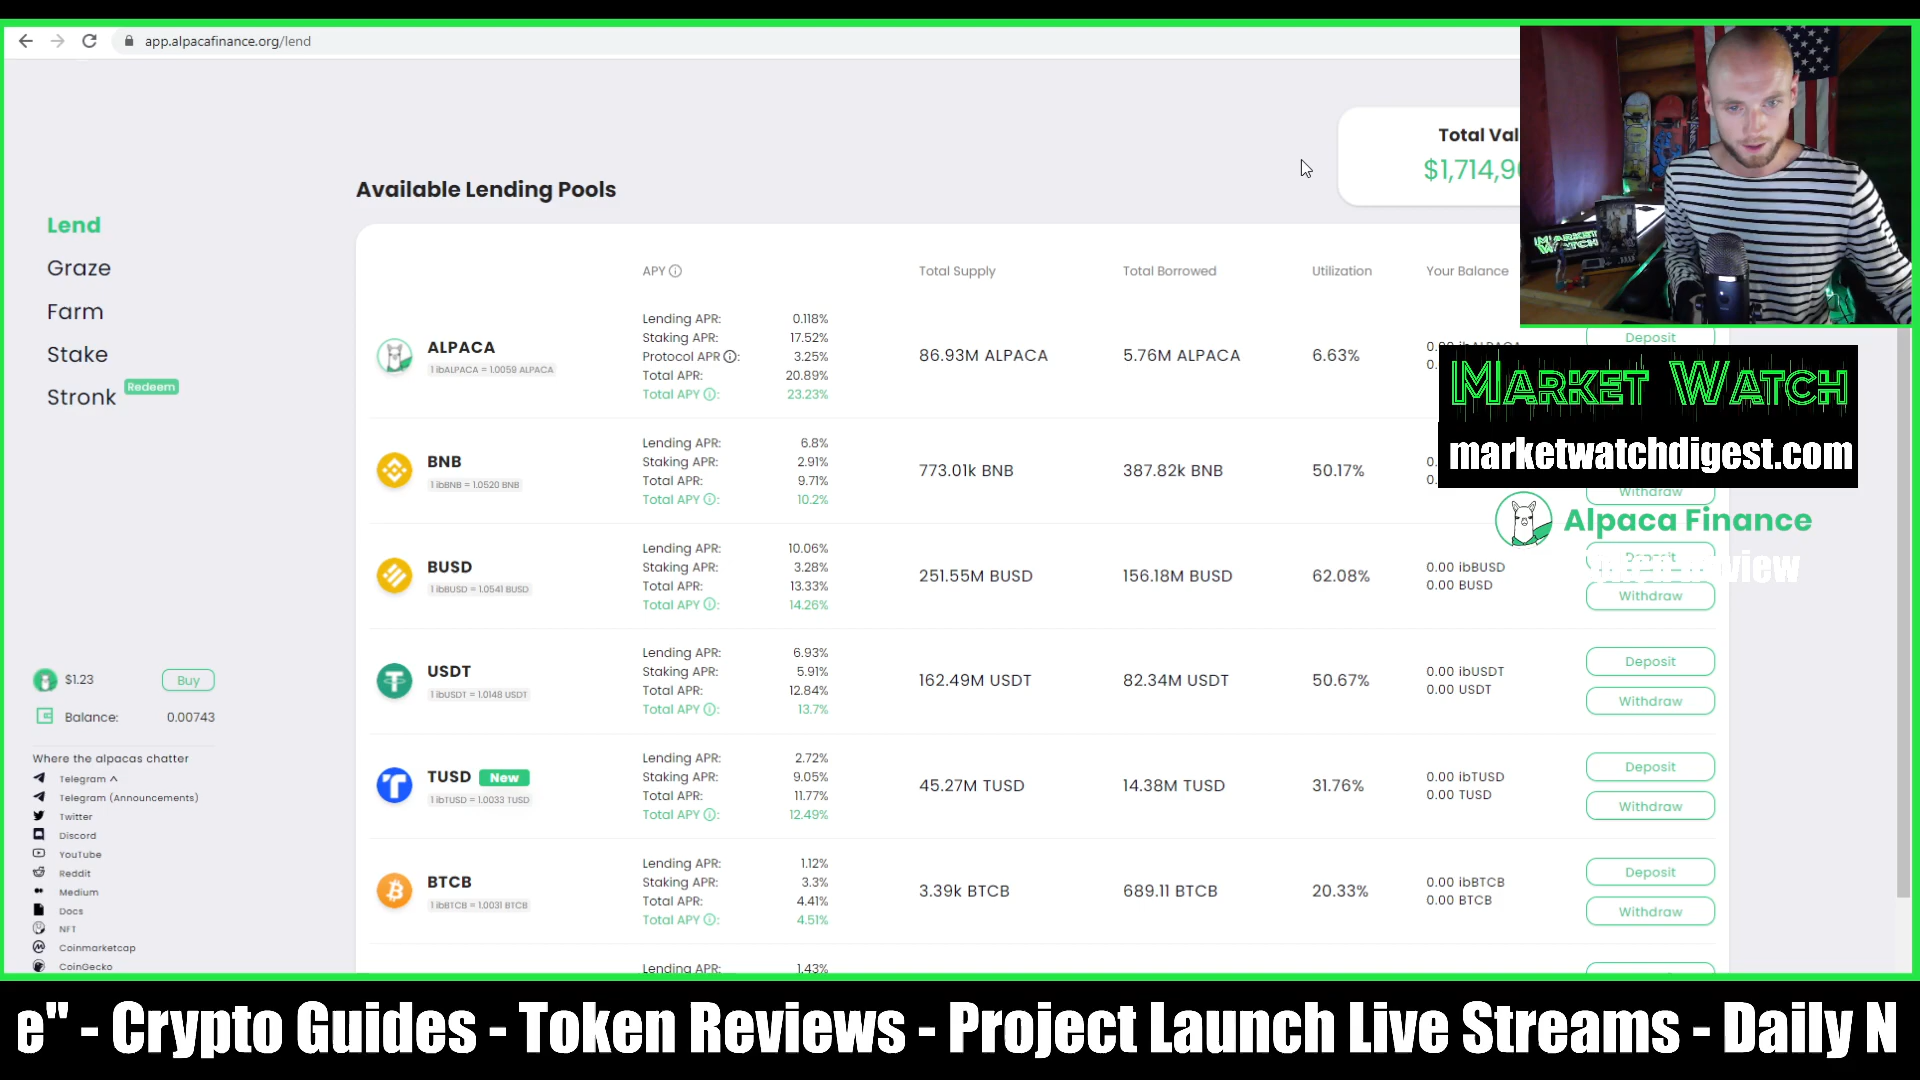 app.alpacafinance.org/lend
Total Val
$1,714,9
Available Lending Pools
Lend
Graze
Farm
Stake
Stronk Redeem
APY Total Supply Total Borrowed Utilization Your Balance
ALPACA
1 ibALPACA = 1.0059 ALPACA
Lending APR: 0.118%
Staking APR: 17.52%
Protocol APR : 3.25%
Total APR: 20.89%
Total APY : 23.23%
86.93M ALPACA 5.76M ALPACA 6.63%
Deposit
MARKET WATCH
marketwatchdigest.com
BNB
1 ibBNB = 1.0520 BNB
Lending APR: 6.8%
Staking APR: 2.91%
Total APR: 9.71%
Total APY : 10.2%
773.01k BNB 387.82k BNB 50.17%
Withdraw
Alpaca Finance
BUSD
1 ibBUSD = 1.0541 BUSD
Lending APR: 10.06%
Staking APR: 3.28%
Total APR: 13.33%
Total APY : 14.26%
251.55M BUSD 156.18M BUSD 62.08%
0.00 ibBUSD
0.00 BUSD
Withdraw
USDT
1 ibUSDT = 1.0148 USDT
Lending APR: 6.93%
Staking APR: 5.91%
Total APR: 12.84%
Total APY : 13.7%
162.49M USDT 82.34M USDT 50.67%
0.00 ibUSDT
0.00 USDT
Deposit
Withdraw
TUSD New
1 ibTUSD = 1.0033 TUSD
Lending APR: 2.72%
Staking APR: 9.05%
Total APR: 11.77%
Total APY : 12.49%
45.27M TUSD 14.38M TUSD 31.76%
0.00 ibTUSD
0.00 TUSD
Deposit
Withdraw
BTCB
1 ibBTCB = 1.0031 BTCB
Lending APR: 1.12%
Staking APR: 3.3%
Total APR: 4.41%
Total APY : 4.51%
3.39k BTCB 689.11 BTCB 20.33%
0.00 ibBTCB
0.00 BTCB
Deposit
Withdraw
Lending APR: 1.43%
$1.23 Buy
Balance: 0.00743
Where the alpacas chatter
Telegram
Telegram (Announcements)
Twitter
Discord
YouTube
Reddit
Medium
Docs
NFT
Coinmarketcap
CoinGecko
e" - Crypto Guides - Token Reviews - Project Launch Live Streams - Daily N